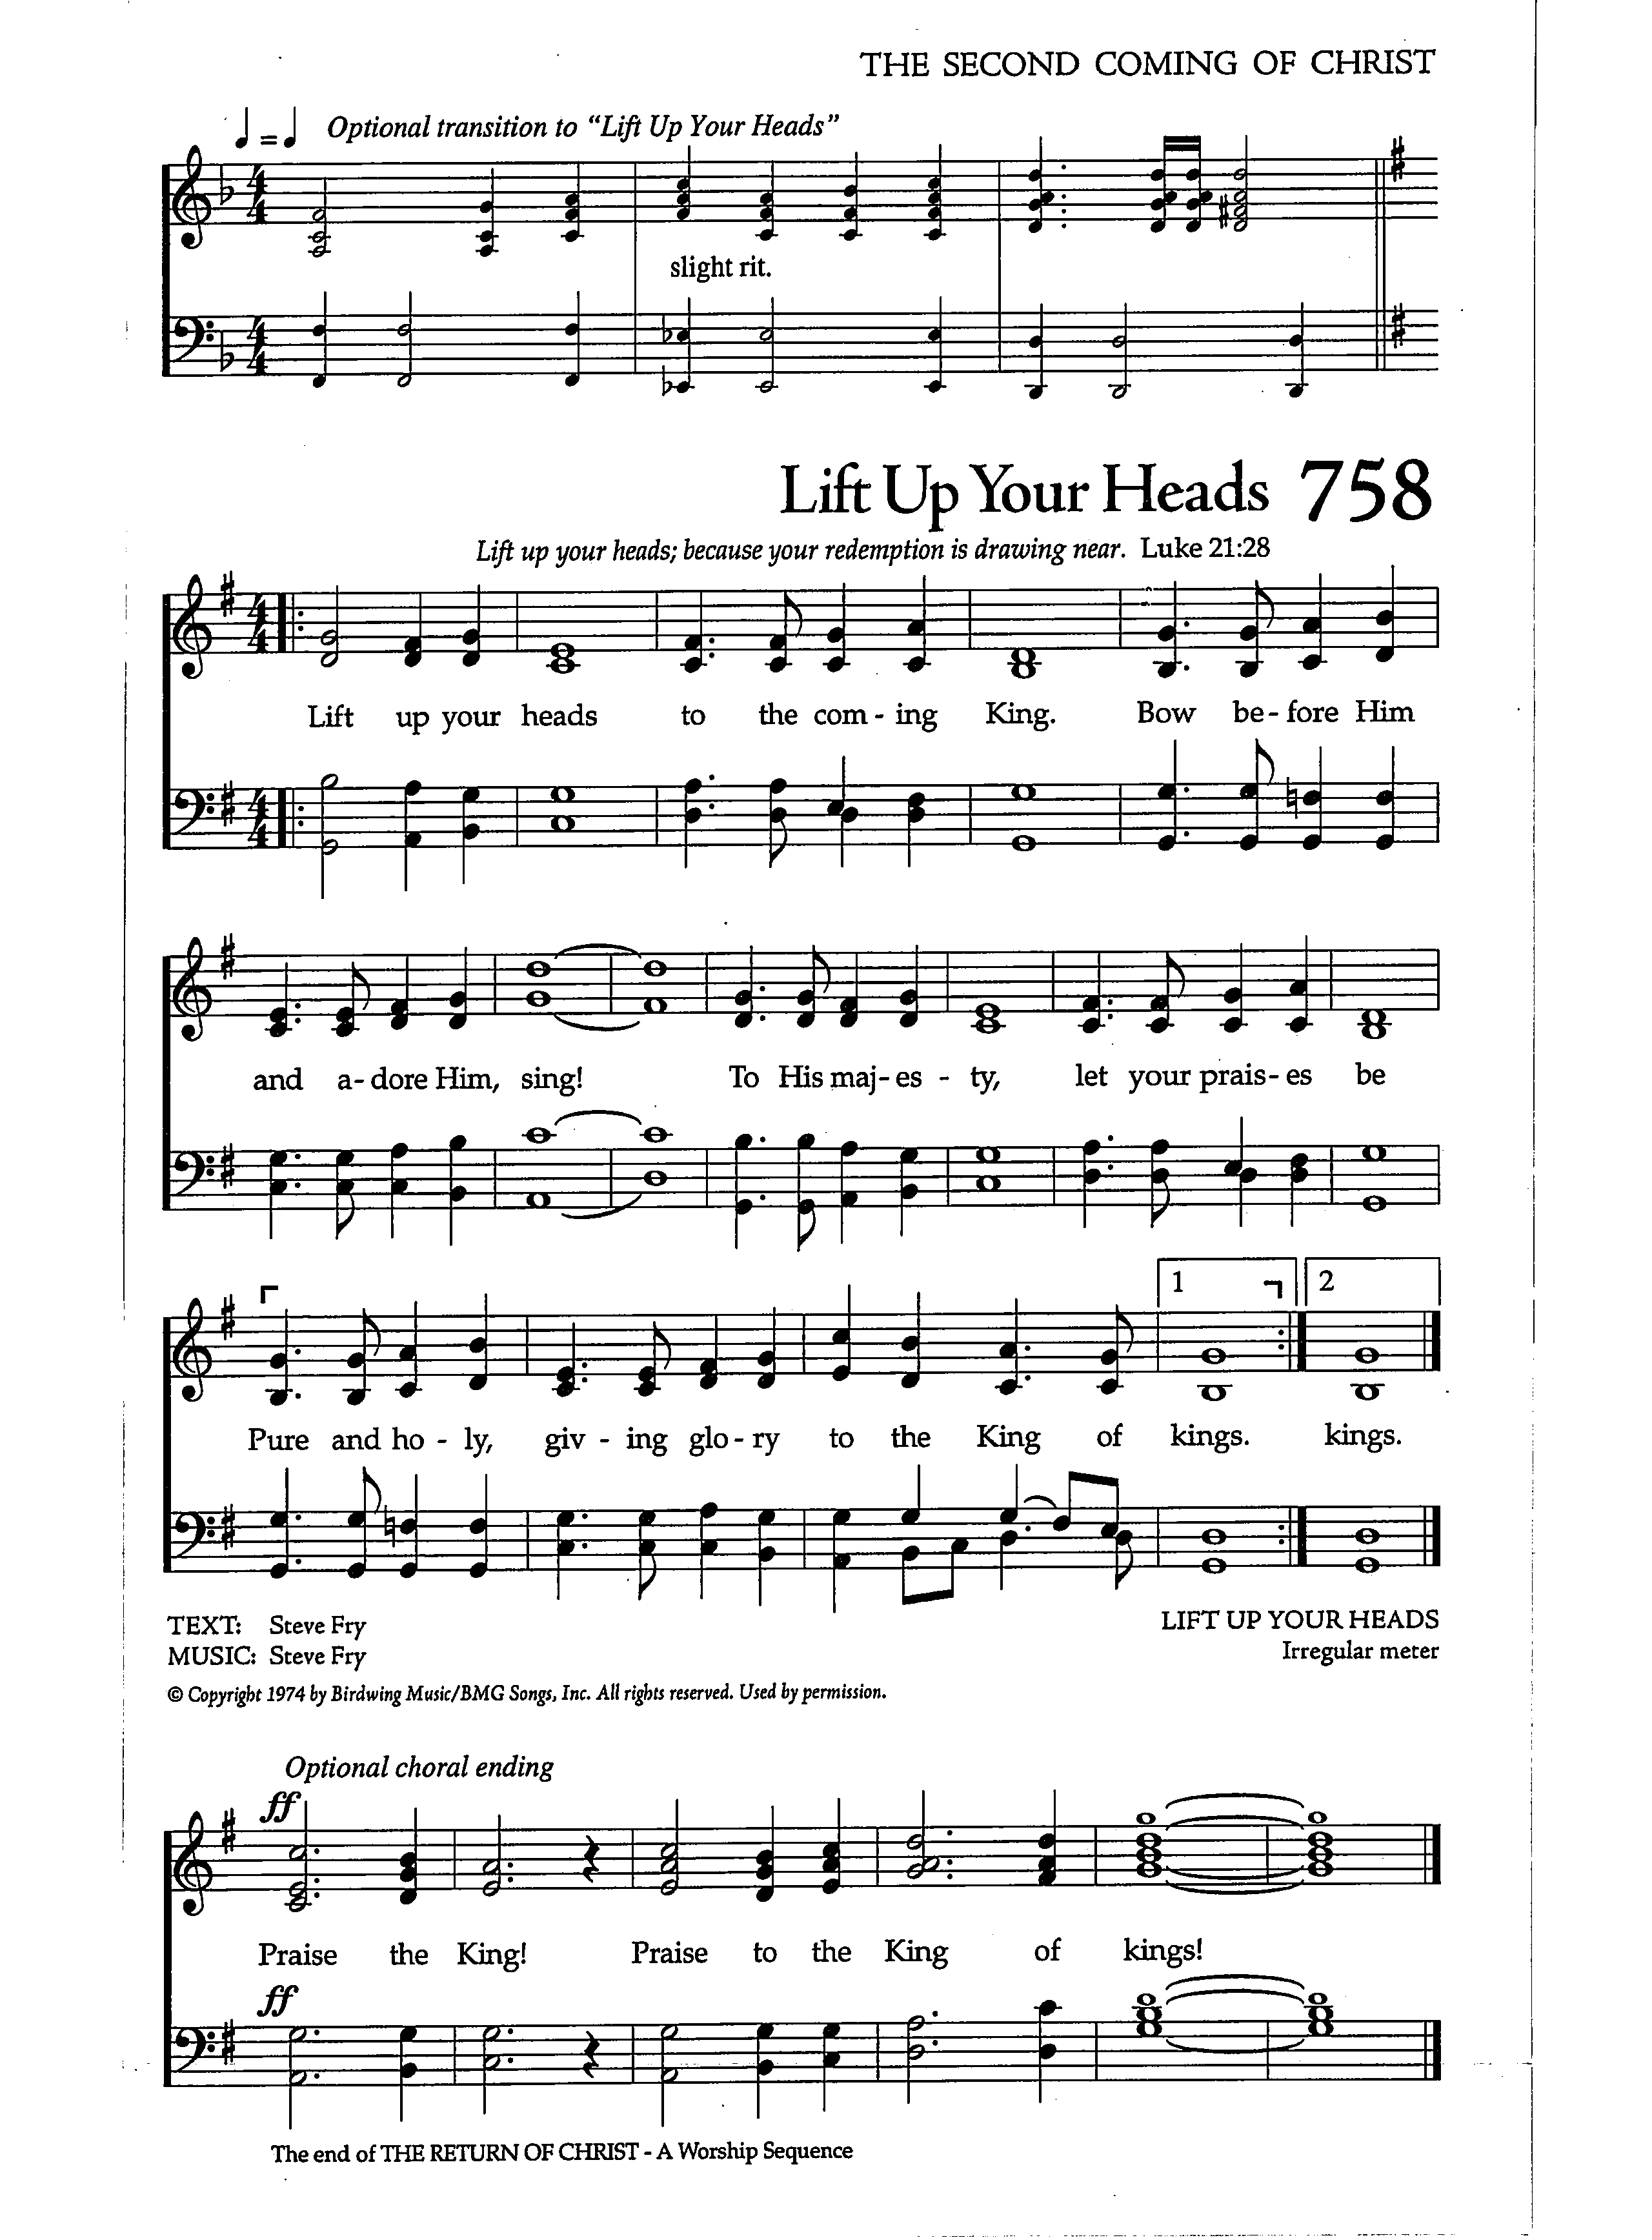 THE SECOND COMING OF CHRIST
Optional transition to “Lift Up Your Heads”
slight rit.
Lift Up Your Heads 758
Lift up your heads; because your redemption is drawing near. Luke 21:28
Lift up your heads to the com - ing King. Bow be - fore Him
and a - dore Him, sing! To His maj - es - ty, let your prais - es be
1 2
Pure and ho - ly, giv - ing glo - ry to the King of kings. kings.
TEXT: Steve Fry
MUSIC: Steve Fry
LIFT UP YOUR HEADS
Irregular meter
© Copyright 1974 by Birdwing Music/BMG Songs, Inc. All rights reserved. Used by permission.
Optional choral ending
ff
Praise the King! Praise to the King of kings!
ff
The end of THE RETURN OF CHRIST - A Worship Sequence